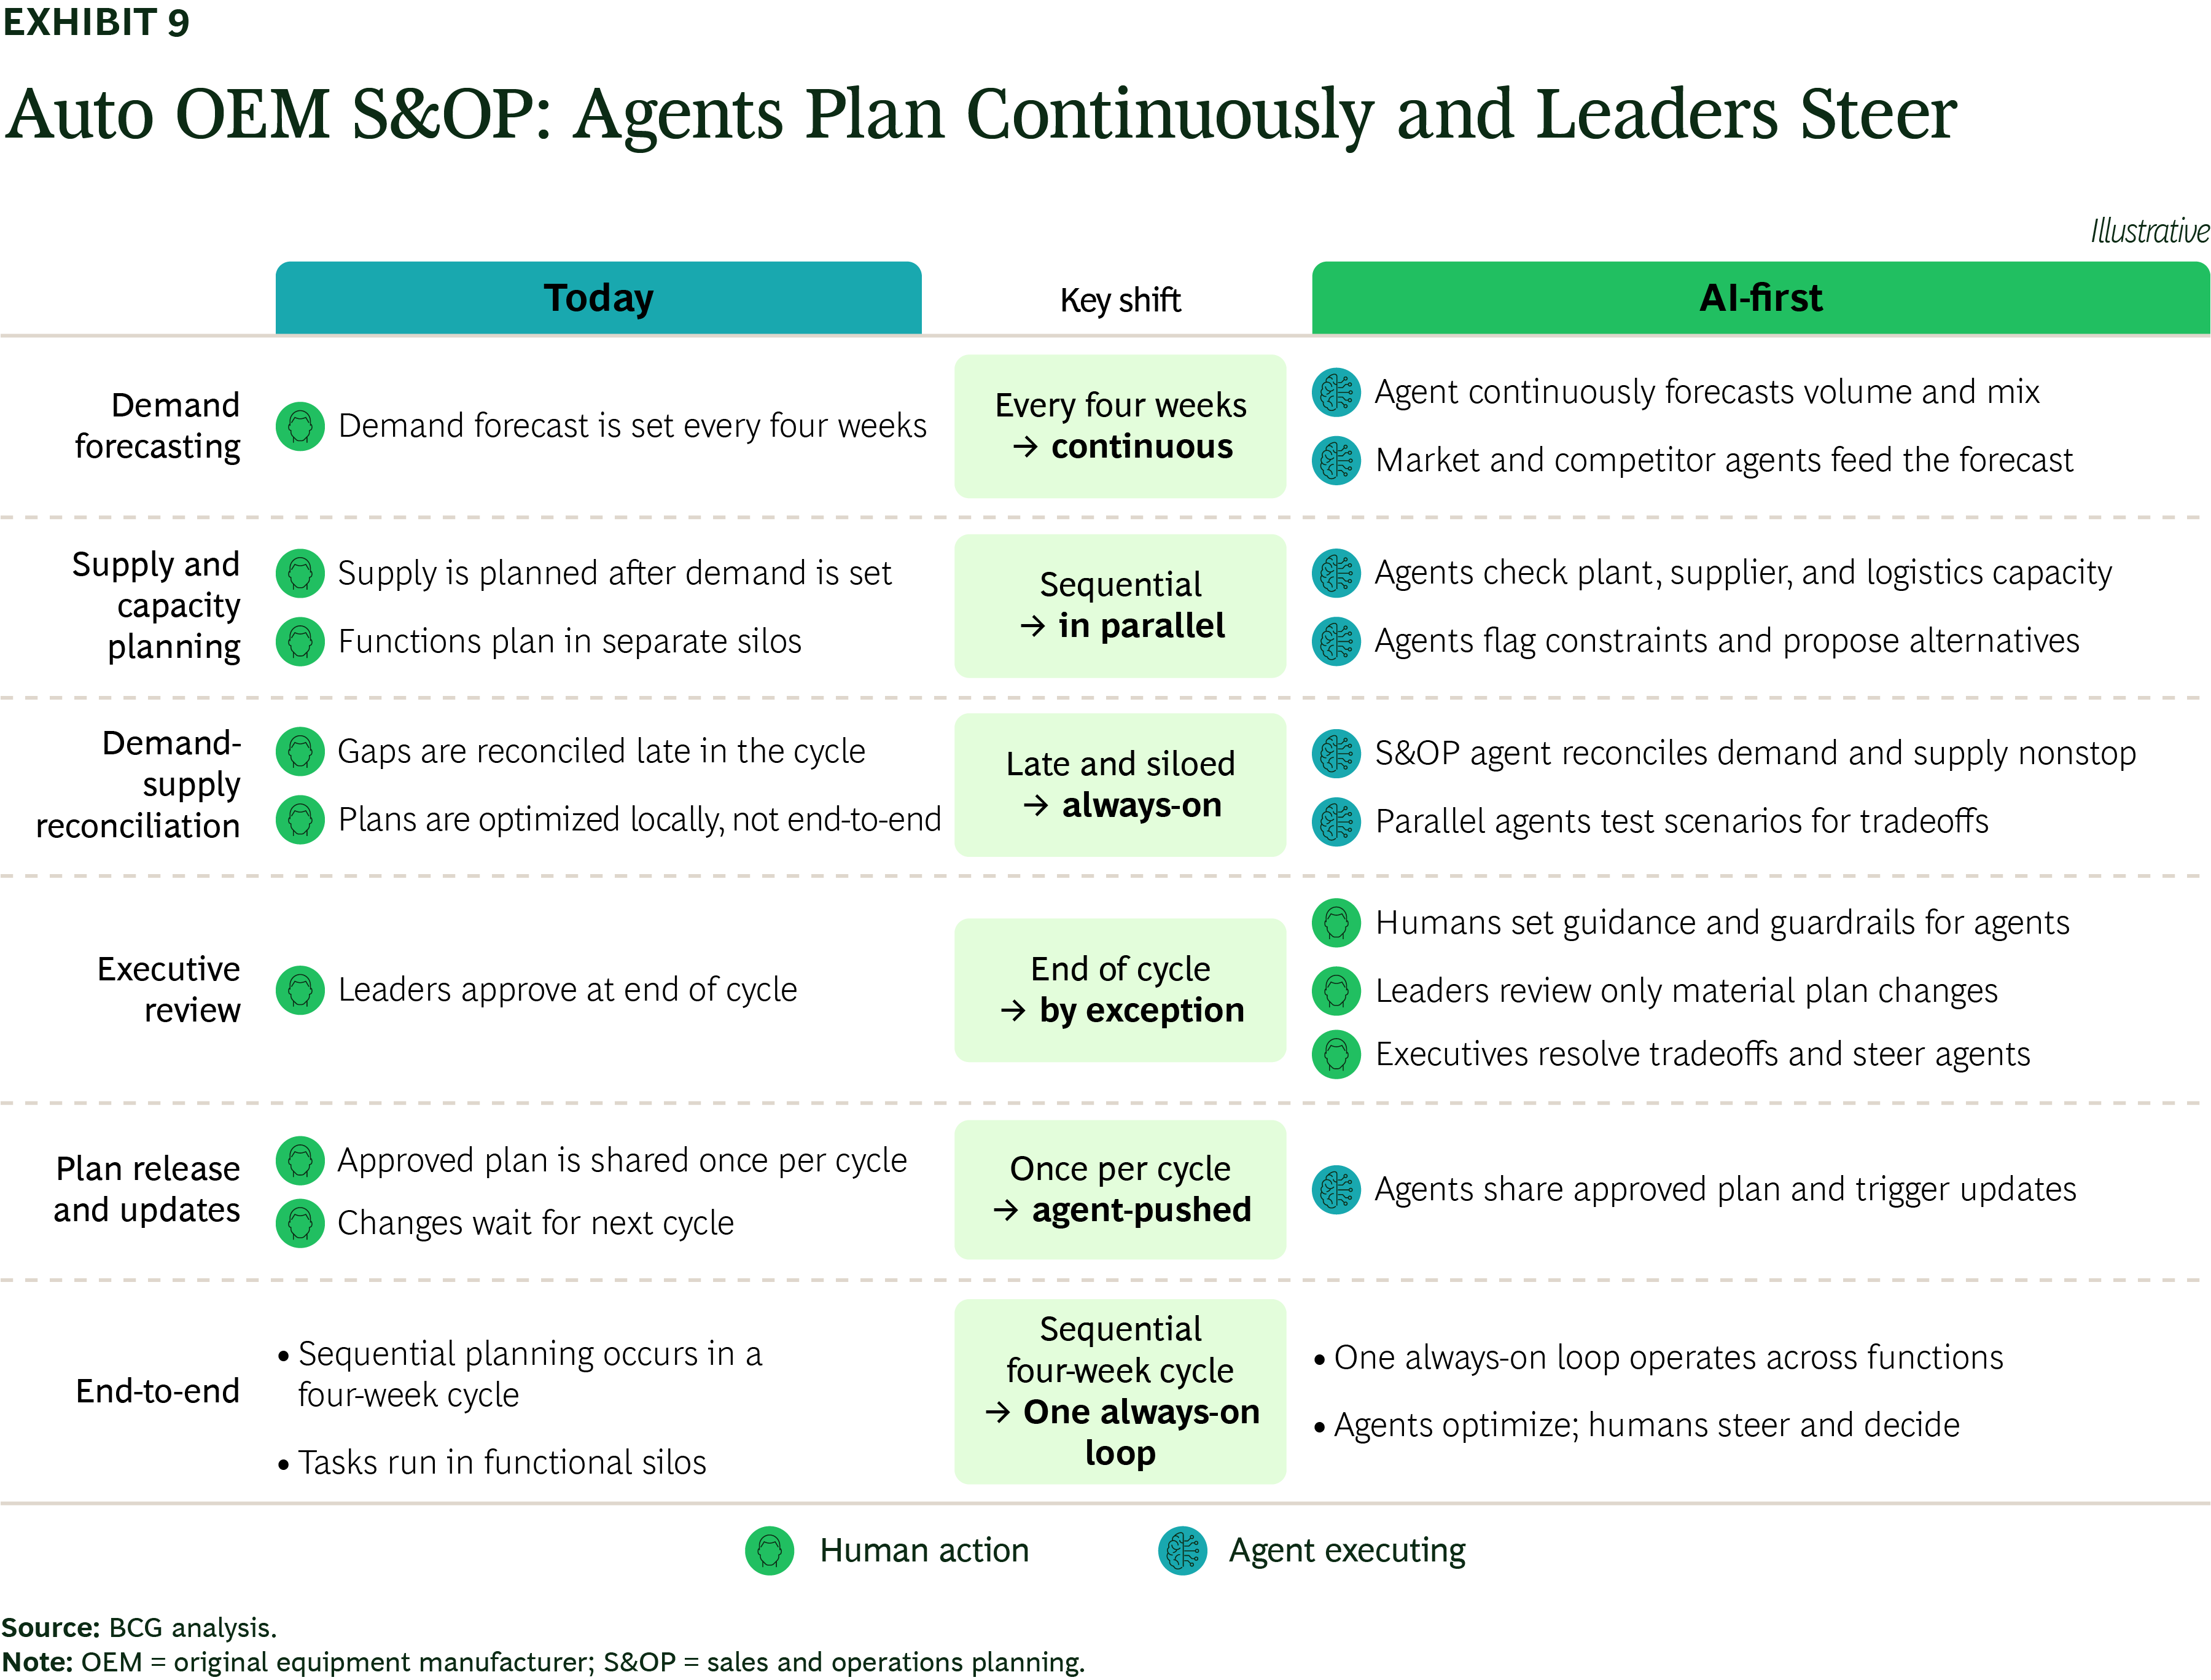 EXHIBIT 9
Auto OEM S&OP: Agents Plan Continuously and Leaders Steer
Illustrative
Today
Key shift
AI-first
Demand
forecasting
Demand forecast is set every four weeks
Every four weeks
→ continuous
Agent continuously forecasts volume and mix
Market and competitor agents feed the forecast
Supply and
capacity
planning
Supply is planned after demand is set
Functions plan in separate silos
Sequential
→ in parallel
Agents check plant, supplier, and logistics capacity
Agents flag constraints and propose alternatives
Demand-
supply
reconciliation
Gaps are reconciled late in the cycle
Plans are optimized locally, not end-to-end
Late and siloed
→ always-on
S&OP agent reconciles demand and supply nonstop
Parallel agents test scenarios for tradeoffs
Executive
review
Leaders approve at end of cycle
End of cycle
→ by exception
Humans set guidance and guardrails for agents
Leaders review only material plan changes
Executives resolve tradeoffs and steer agents
Plan release
and updates
Approved plan is shared once per cycle
Changes wait for next cycle
Once per cycle
→ agent-pushed
Agents share approved plan and trigger updates
End-to-end
• Sequential planning occurs in a
four-week cycle
• Tasks run in functional silos
Sequential
four-week cycle
→ One always-on
loop
• One always-on loop operates across functions
• Agents optimize; humans steer and decide
Human action
Agent executing
Source: BCG analysis.
Note: OEM = original equipment manufacturer; S&OP = sales and operations planning.